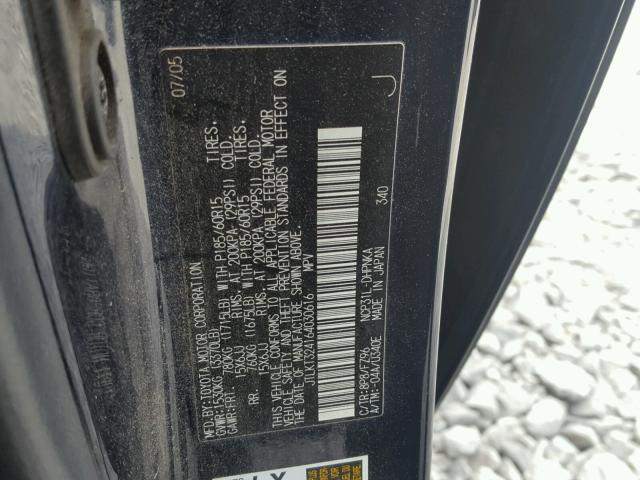 07/05
MFD.BY:TOYOTA MOTOR CORPORATION
GVWR:1530KG (3370LB)
GAWR:FRT. 780KG (1715LB) WITH P185/60R15 TIRES.
15X6JJ RIMS. AT 200KPA (29PSI) COLD.
RR. 760KG (1675LB) WITH P185/60R15 TIRES.
15X6JJ RIMS. AT 200KPA (29PSI) COLD.
THIS VEHICLE CONFORMS TO ALL APPLICABLE FEDERAL MOTOR
VEHICLE SAFETY AND THEFT PREVENTION STANDARDS IN EFFECT ON
THE DATE OF MANUFACTURE SHOWN ABOVE.
JTLKT324164030616 MPV
340
C/TR:8P8/F786 NCP31L-DHPNKA
A/TM:-04A/U340E MADE IN JAPAN
J